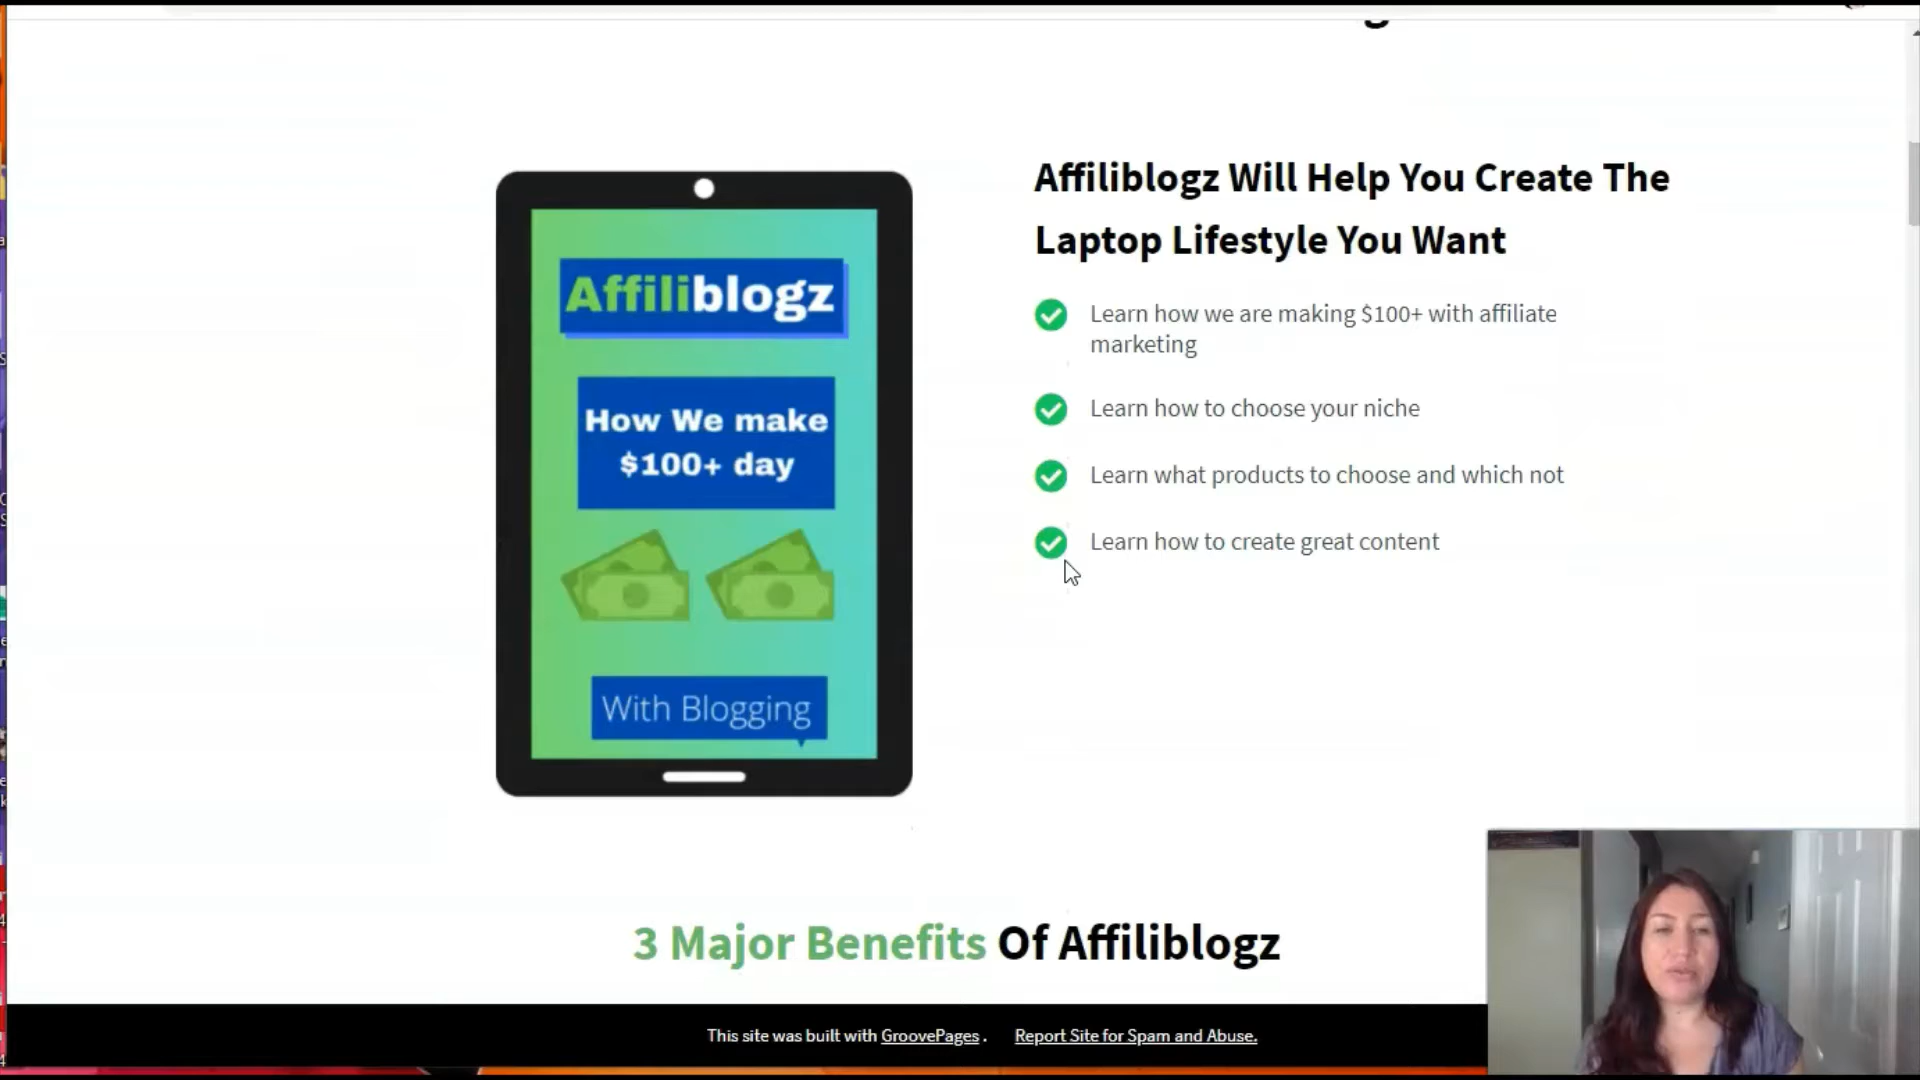 Affiliblogz Will Help You Create The
Laptop Lifestyle You Want
Affiliblogz
How We make
$100+ day
With Blogging
Learn how we are making $100+ with affiliate
marketing
Learn how to choose your niche
Learn what products to choose and which not
Learn how to create great content
3 Major Benefits Of Affiliblogz
This site was built with GroovePages .
Report Site for Spam and Abuse.